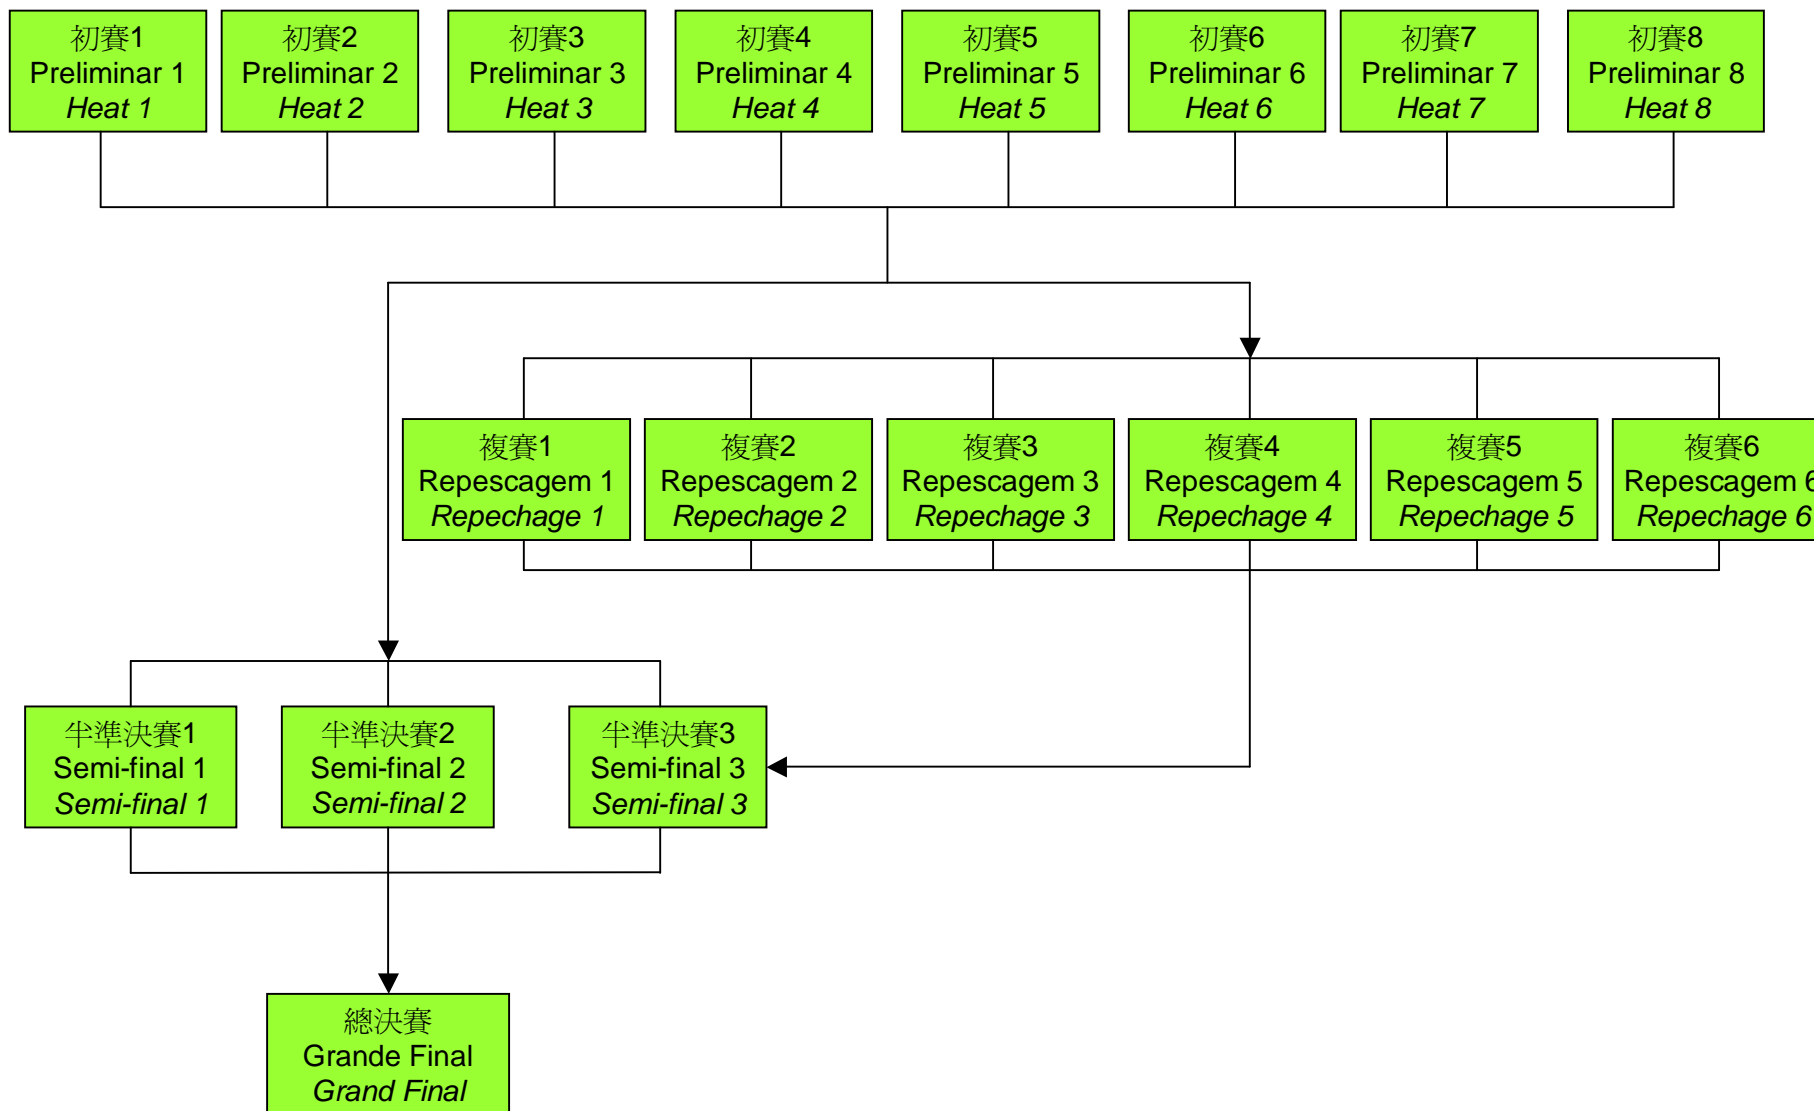 初賽1
Preliminar 1
Heat 1
初賽2
Preliminar 2
Heat 2
初賽3
Preliminar 3
Heat 3
初賽4
Preliminar 4
Heat 4
初賽5
Preliminar 5
Heat 5
初賽6
Preliminar 6
Heat 6
初賽7
Preliminar 7
Heat 7
初賽8
Preliminar 8
Heat 8
複賽1
Repescagem 1
Repechage 1
複賽2
Repescagem 2
Repechage 2
複賽3
Repescagem 3
Repechage 3
複賽4
Repescagem 4
Repechage 4
複賽5
Repescagem 5
Repechage 5
複賽6
Repescagem 6
Repechage 6
半準決賽1
Semi-final 1
Semi-final 1
半準決賽2
Semi-final 2
Semi-final 2
半準決賽3
Semi-final 3
Semi-final 3
總決賽
Grande Final
Grand Final